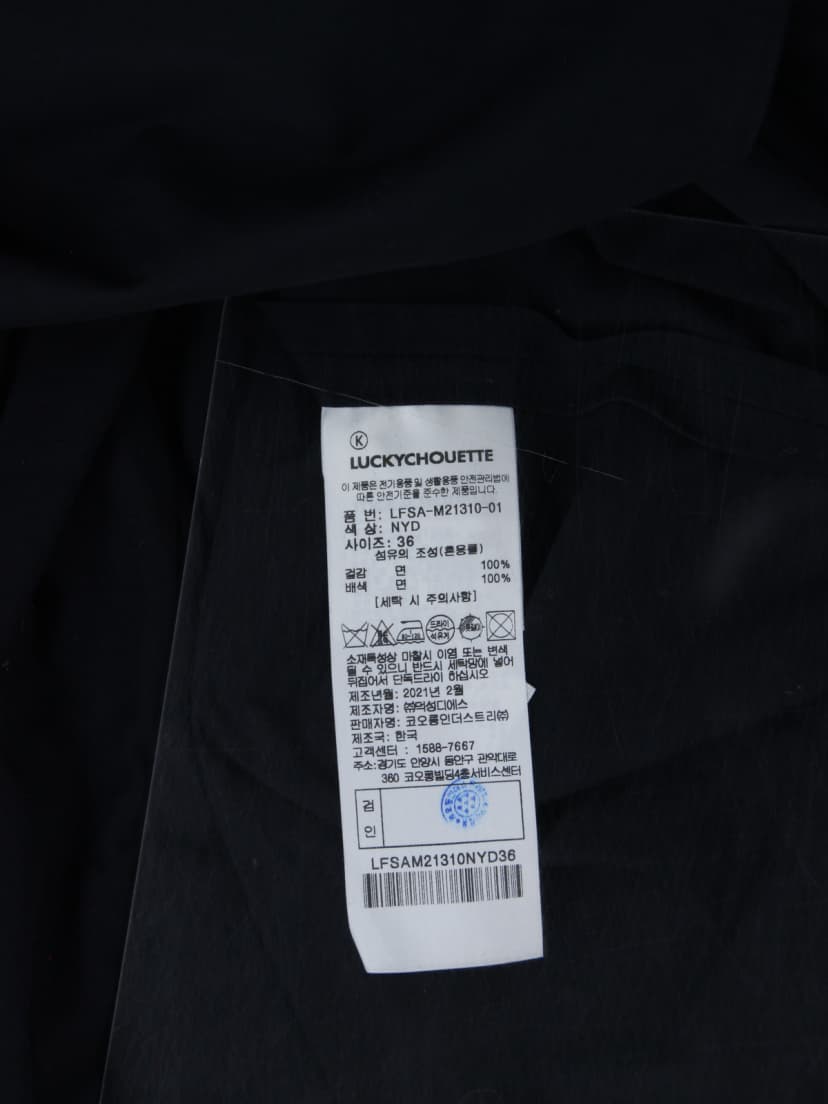 K
LUCKYCHOUETTE
이 제품은 전기용품 및 생활용품 안전관리법에
따른 안전기준을 준수한 제품입니다.
품 번: LFSA-M21310-01
색 상: NYD
사이즈: 36
섬유의 조성(혼용률)
겉감 면 100%
배색 면 100%
[세탁 시 주의사항]
드라이
석유계
소재특성상 마찰시 이염 또는 변색
될 수 있으니 반드시 세탁망에 넣어
뒤집어서 단독드라이 하십시오
제조년월: 2021년 2월
제조자명: ㈜덕성디에스
판매자명: 코오롱인더스트리㈜
제조국: 한국
고객센터 : 1588-7667
주소:경기도 안양시 동안구 관악대로
360 코오롱빌딩4층서비스센터
검
인
LFSAM21310NYD36